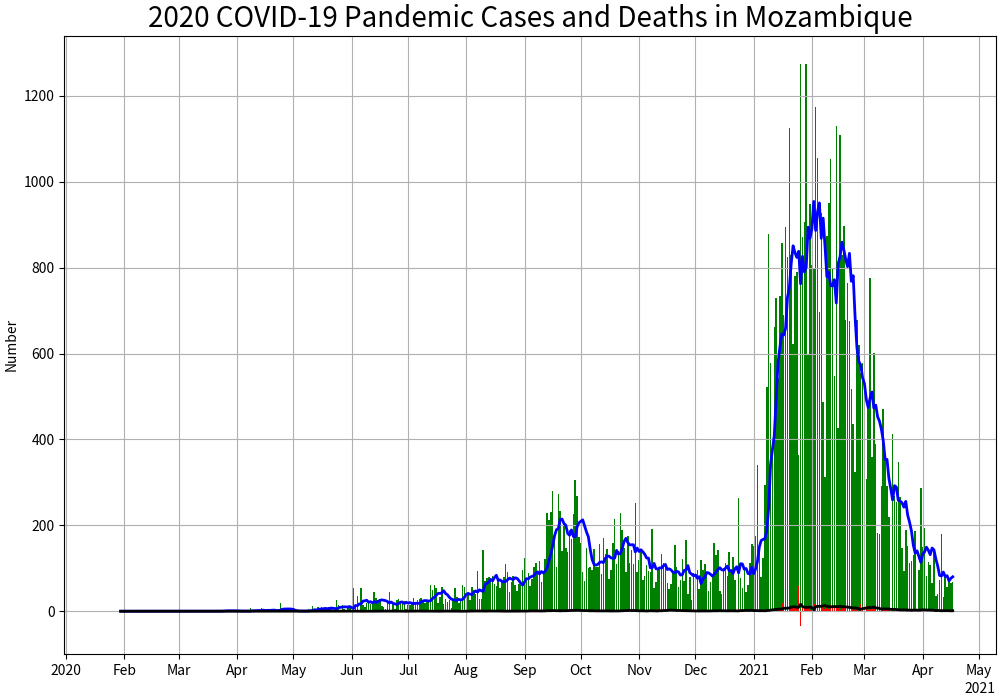 2020 COVID-19 Pandemic Cases and Deaths in Mozambique
1200
1000
800
600
400
200
0
Number
2020 Feb Mar Apr May Jun Jul Aug Sep Oct Nov Dec 2021 Feb Mar Apr May
2021